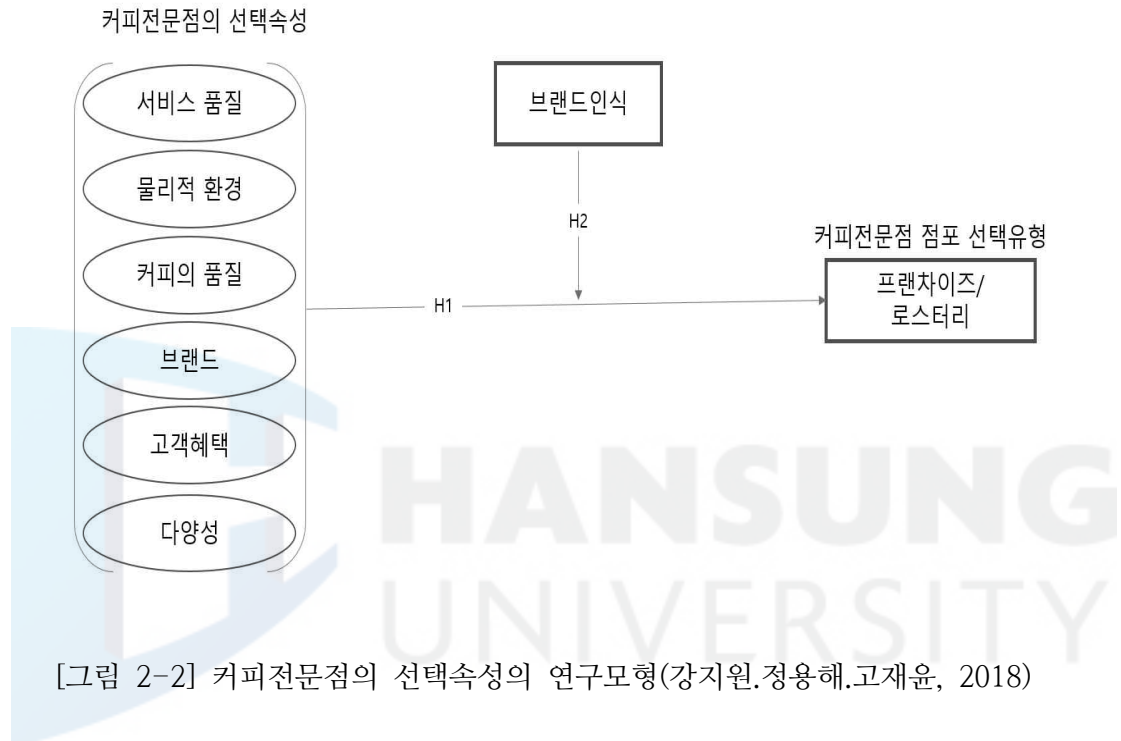 커피전문점의 선택속성
서비스 품질
물리적 환경
커피의 품질
브랜드
고객혜택
다양성
브랜드인식
H2
H1
커피전문점 점포 선택유형
프랜차이즈/
로스터리
HANSUNG
UNIVERSITY
[그림 2-2] 커피전문점의 선택속성의 연구모형(강지원.정용해.고재윤, 2018)